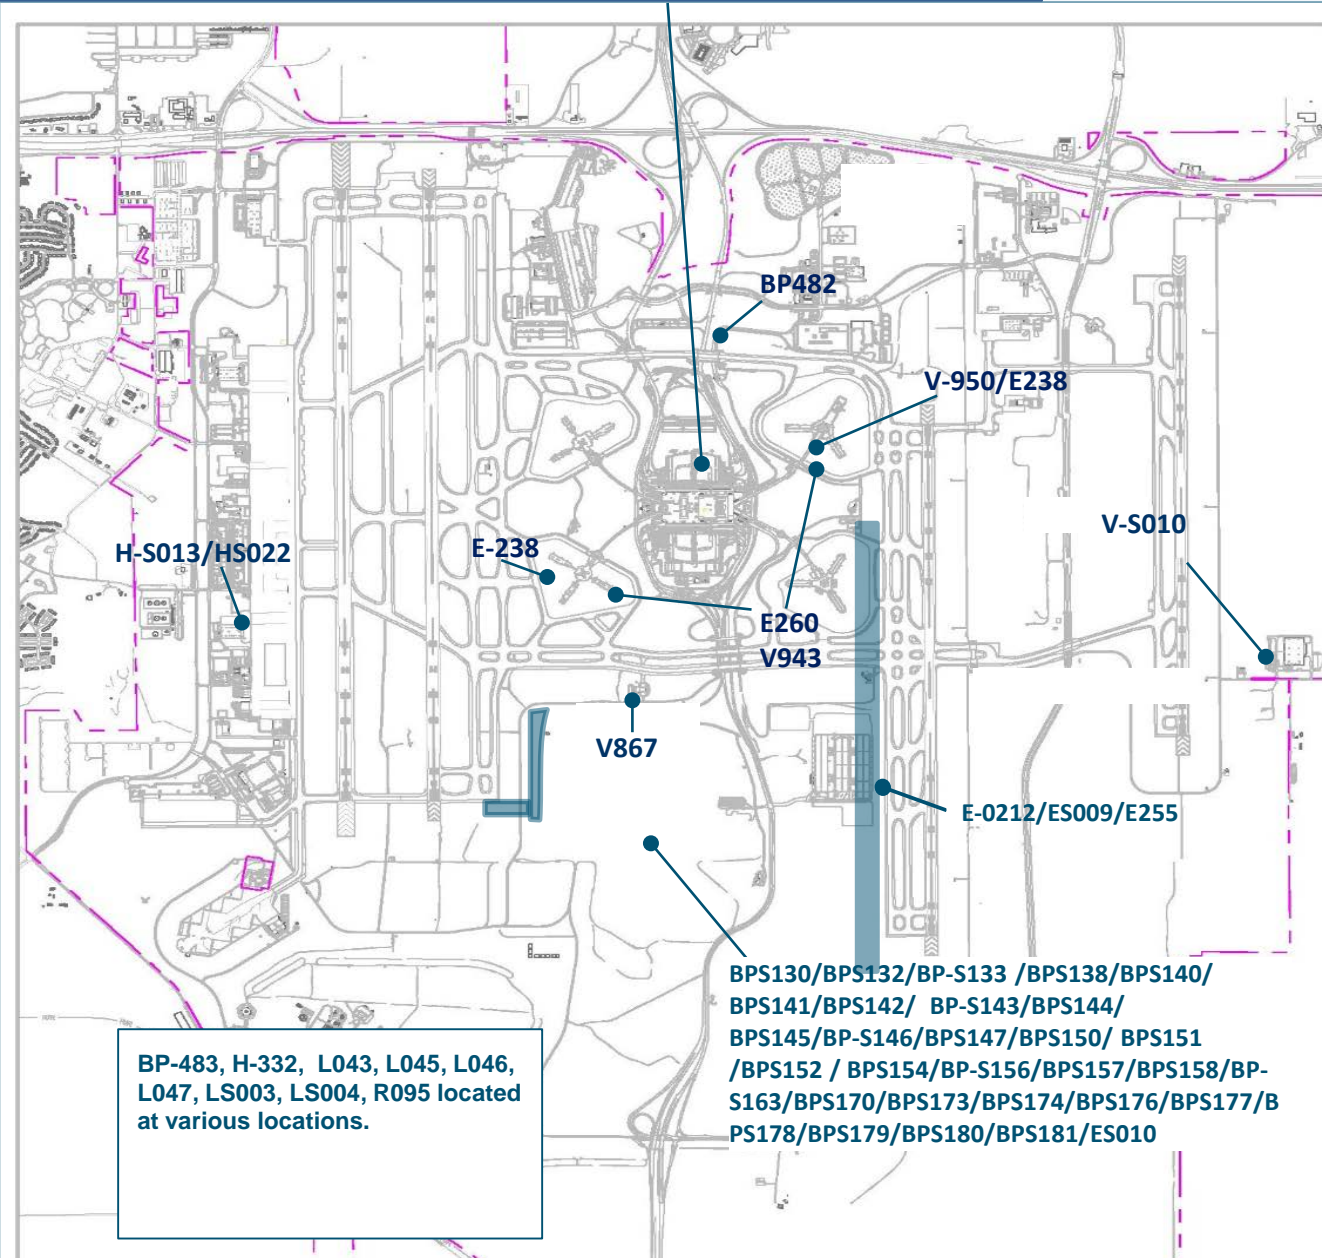 BP482
V-950/E238
V-S010
H-S013/HS022
E-238
E260
V943
V867
E-0212/ES009/E255
BPS130/BPS132/BP-S133 /BPS138/BPS140/
BPS141/BPS142/ BP-S143/BPS144/
BPS145/BP-S146/BPS147/BPS150/ BPS151
/BPS152 / BPS154/BP-S156/BPS157/BPS158/BP-
S163/BPS170/BPS173/BPS174/BPS176/BPS177/B
PS178/BPS179/BPS180/BPS181/ES010
BP-483, H-332, L043, L045, L046,
L047, LS003, LS004, R095 located
at various locations.